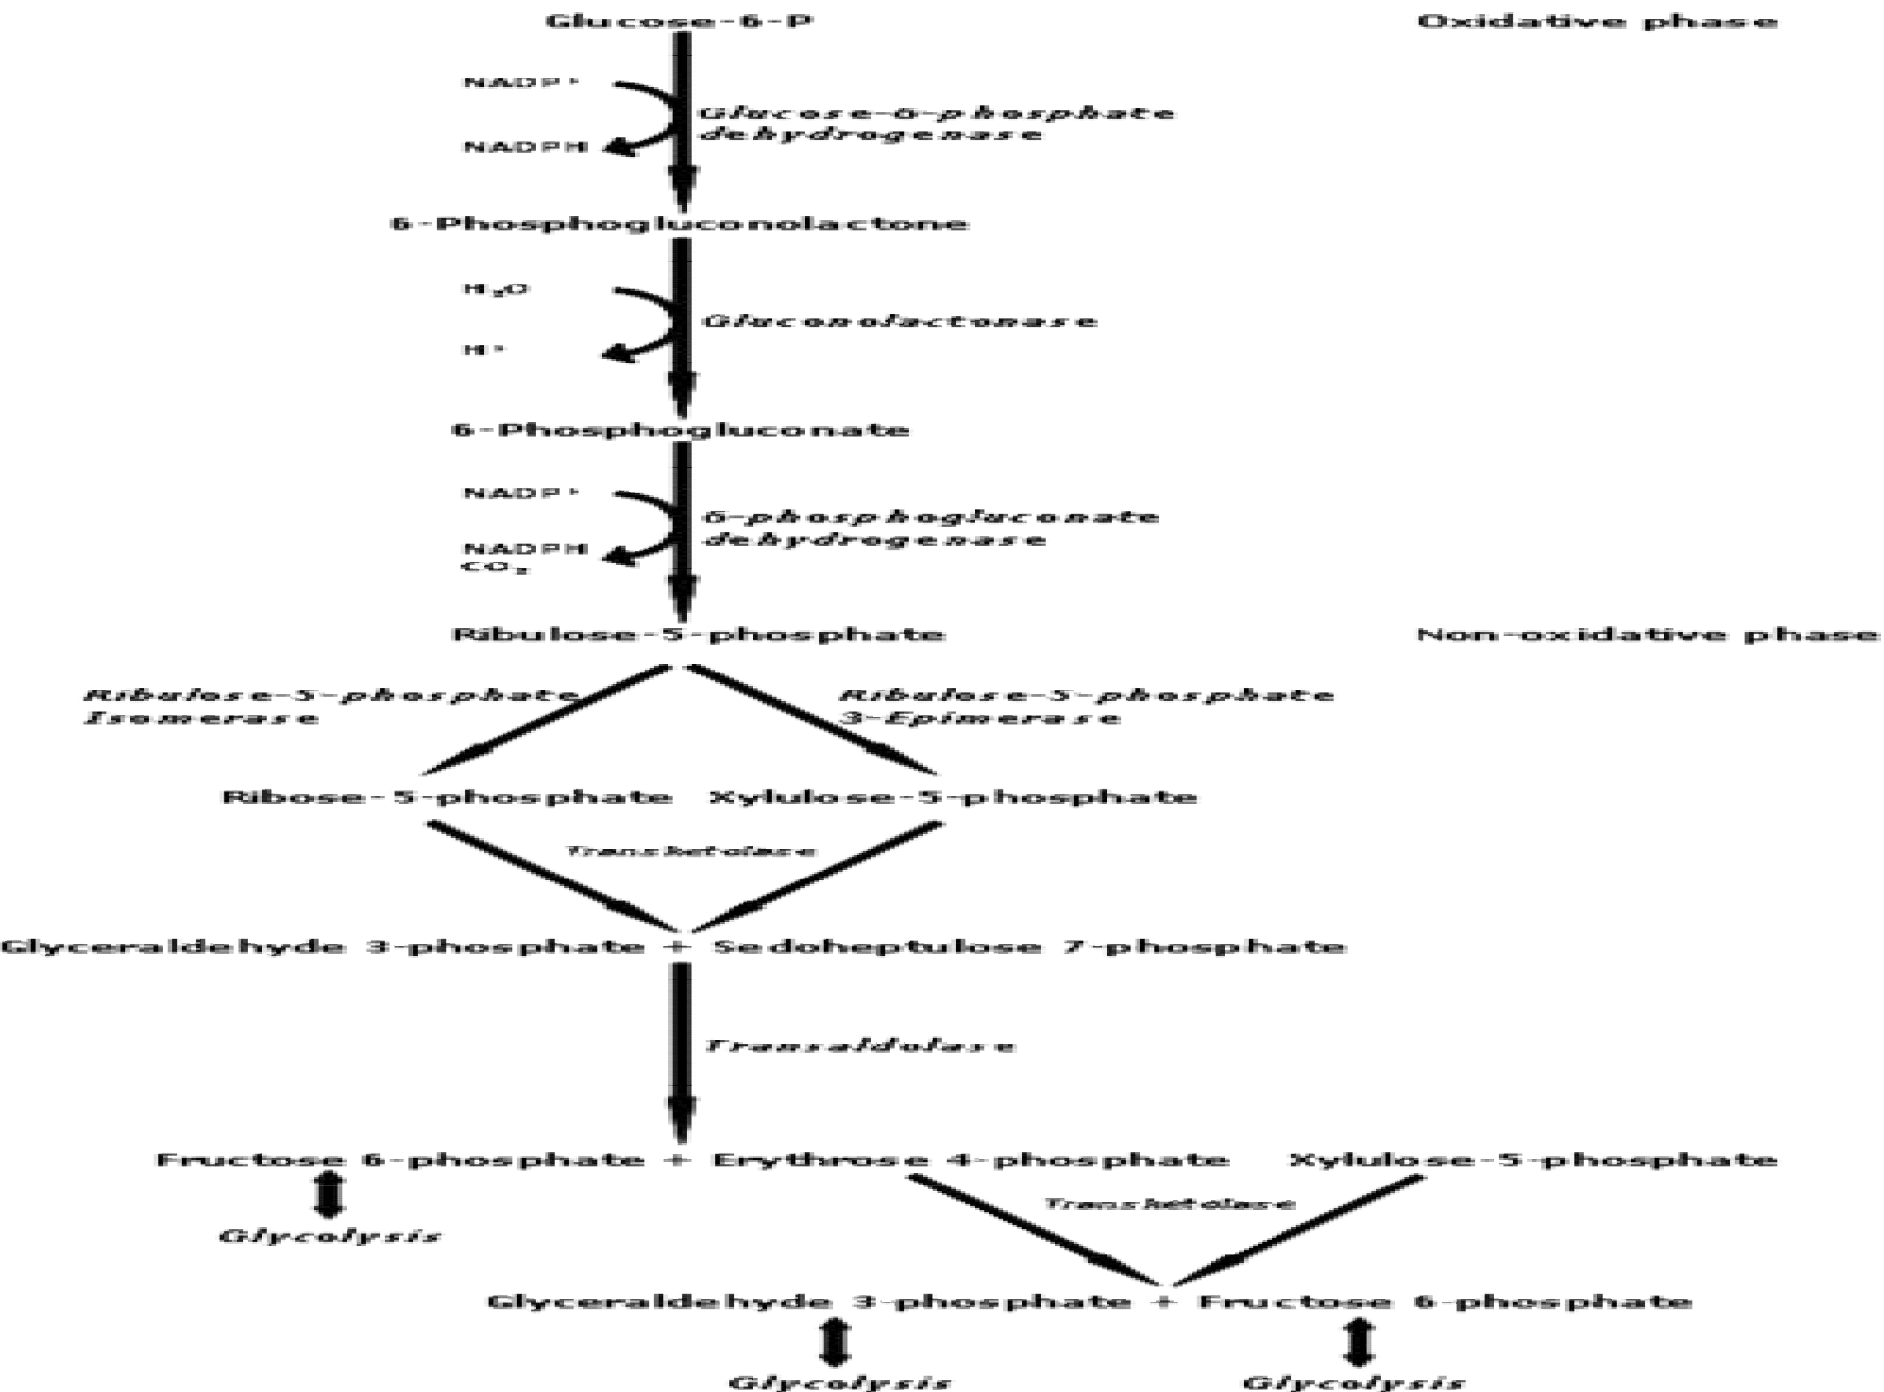 Glucose-6-P
Oxidative phase
NADP+
Glucose-6-phosphate
dehydrogenase
NADPH
6-Phosphogluconolactone
H₂O
Gluconolactonase
H+
6-Phosphogluconate
NADP+
6-phosphogluconate
dehydrogenase
NADPH
CO₂
Ribulose-5-phosphate
Non-oxidative phase
Ribulose-5-phosphate
Isomerase
Ribulose-5-phosphate
3-Epimerase
Ribose-5-phosphate
Xylulose-5-phosphate
Transketolase
Glyceraldehyde 3-phosphate + Sedoheptulose 7-phosphate
Transaldolase
Fructose 6-phosphate + Erythrose 4-phosphate
Xylulose-5-phosphate
Transketolase
Glycolysis
Glyceraldehyde 3-phosphate + Fructose 6-phosphate
Glycolysis
Glycolysis